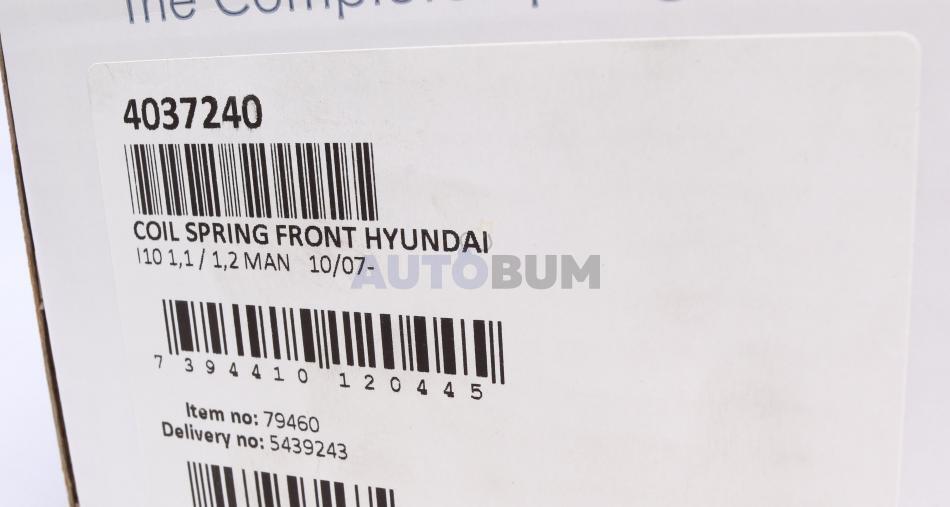 The
4037240
COIL SPRING FRONT HYUNDAI
I10 1,1 / 1,2 MAN 10/07-
AUTOBUM
7 394410 120445
Item no: 79460
Delivery no: 5439243